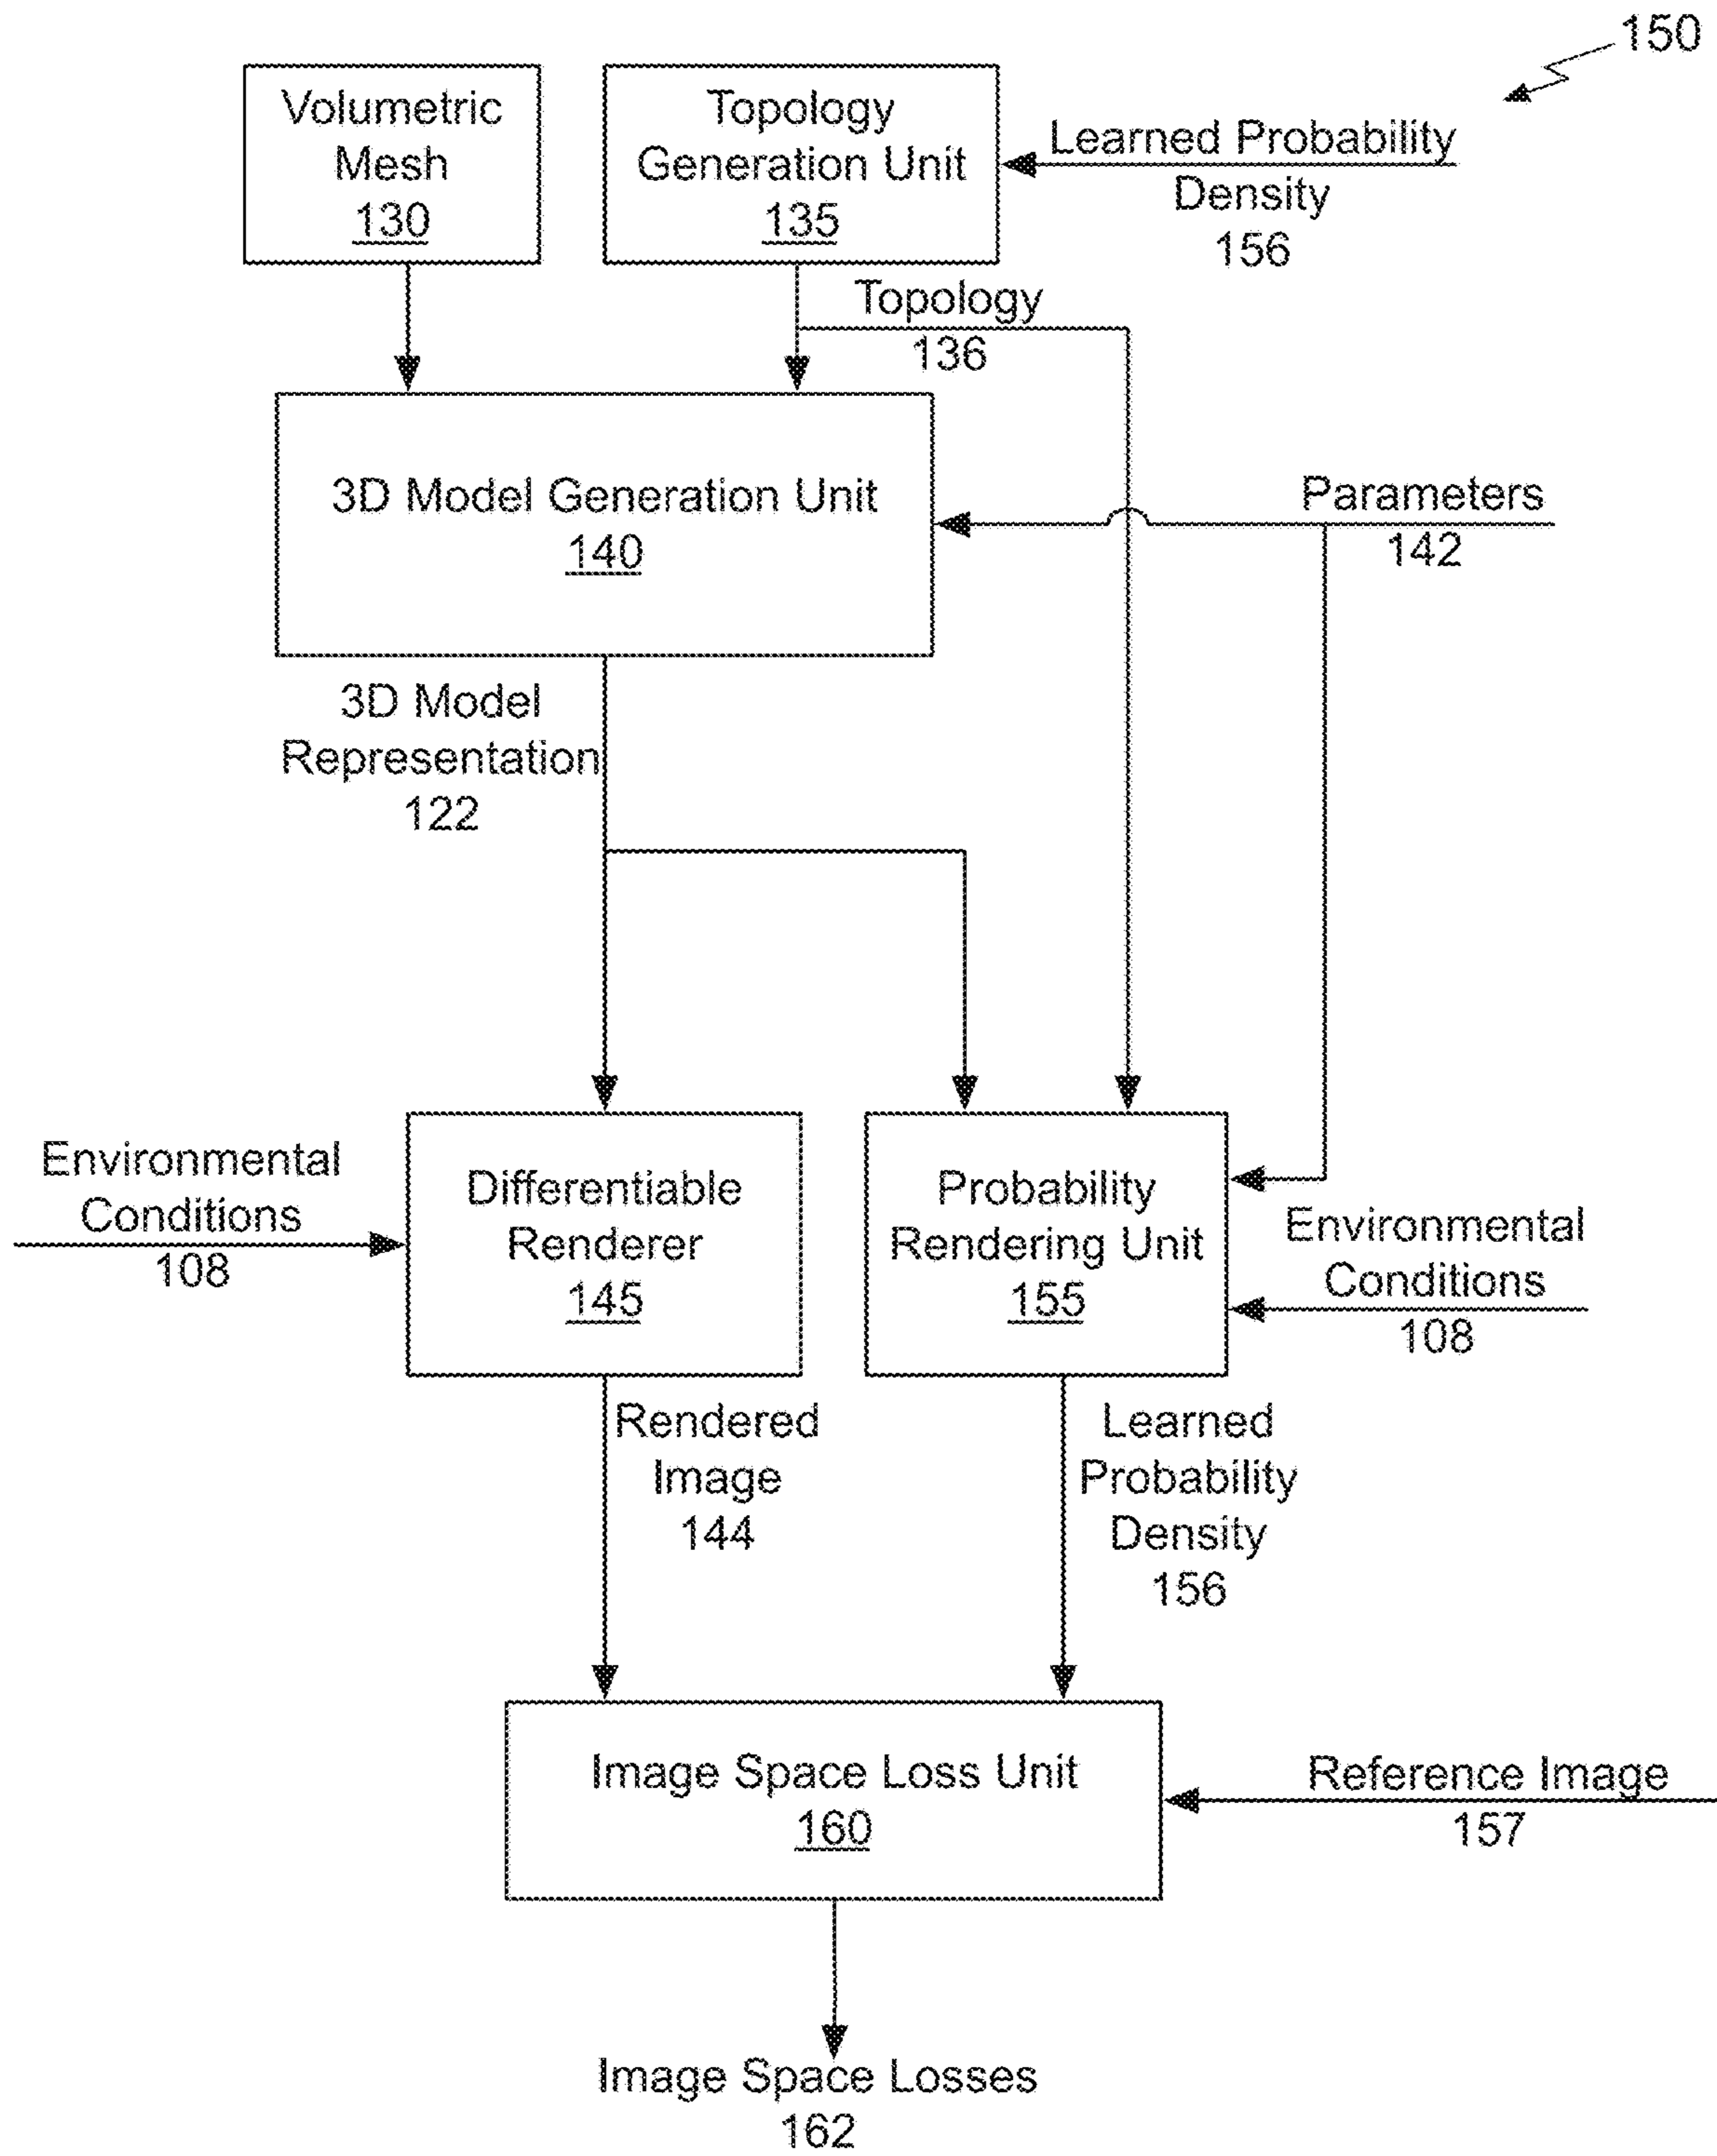 150
Volumetric
Mesh
130
Topology
Generation Unit
135
Learned Probability
Density
156
Topology
136
3D Model Generation Unit
140
Parameters
142
3D Model
Representation
122
Environmental
Conditions
108
Differentiable
Renderer
145
Probability
Rendering Unit
155
Environmental
Conditions
108
Rendered
Image
144
Learned
Probability
Density
156
Image Space Loss Unit
160
Reference Image
157
Image Space Losses
162